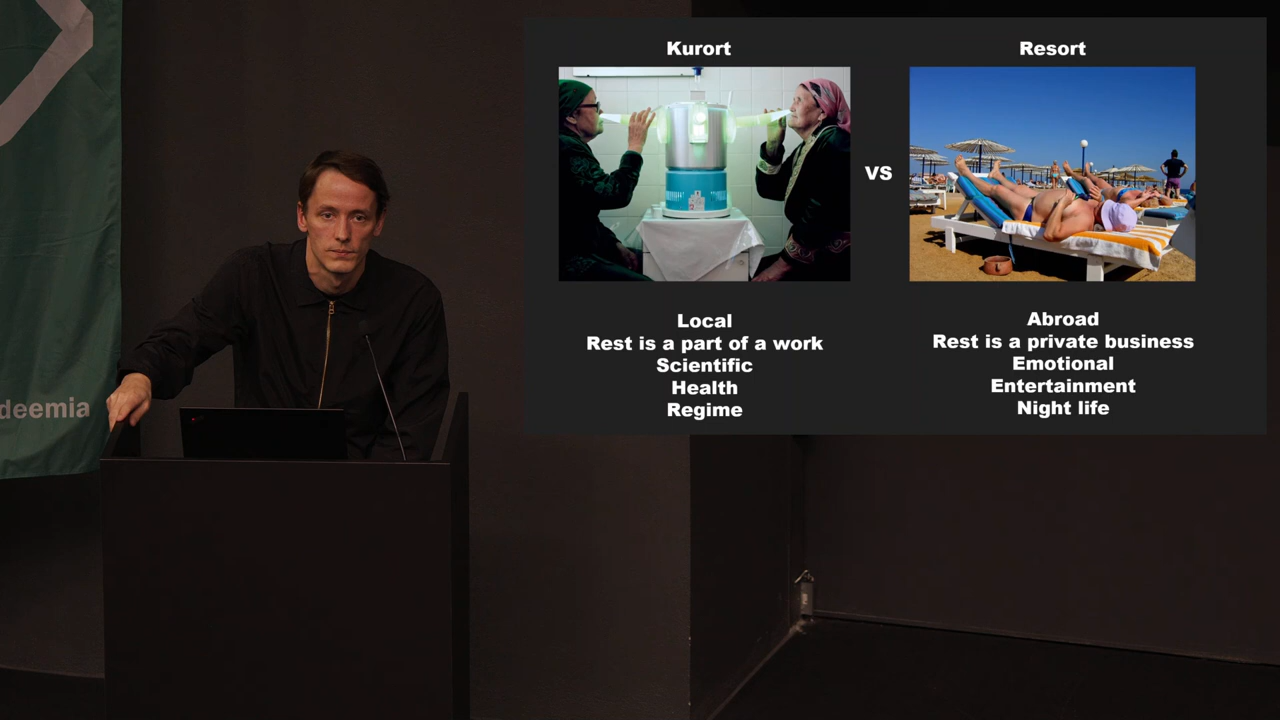 deemia
Kurort
Resort
VS
Local
Rest is a part of a work
Scientific
Health
Regime
Abroad
Rest is a private business
Emotional
Entertainment
Night life